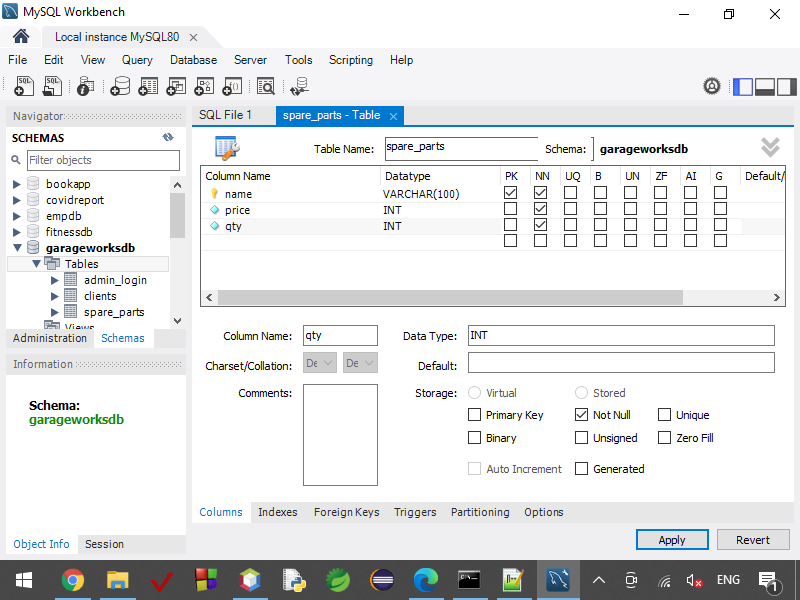 MySQL Workbench
Local instance MySQL80
File Edit View Query Database Server Tools Scripting Help
Navigator
SQL File 1
spare_parts - Table
SCHEMAS
Filter objects
bookapp
covidreport
empdb
fitnessdb
garageworksdb
Tables
admin_login
clients
spare_parts
Views
Administration Schemas
Information
Schema:
garageworksdb
Object Info Session
Table Name: spare_parts Schema: garageworksdb
Column Name Datatype PK NN UQ B UN ZF AI G Default/
name VARCHAR(100)
price INT
qty INT
Column Name: qty Data Type: INT
Charset/Collation: De De Default:
Comments: Storage: Virtual Stored
Primary Key Not Null Unique
Binary Unsigned Zero Fill
Auto Increment Generated
Columns Indexes Foreign Keys Triggers Partitioning Options
Apply Revert
ENG
1